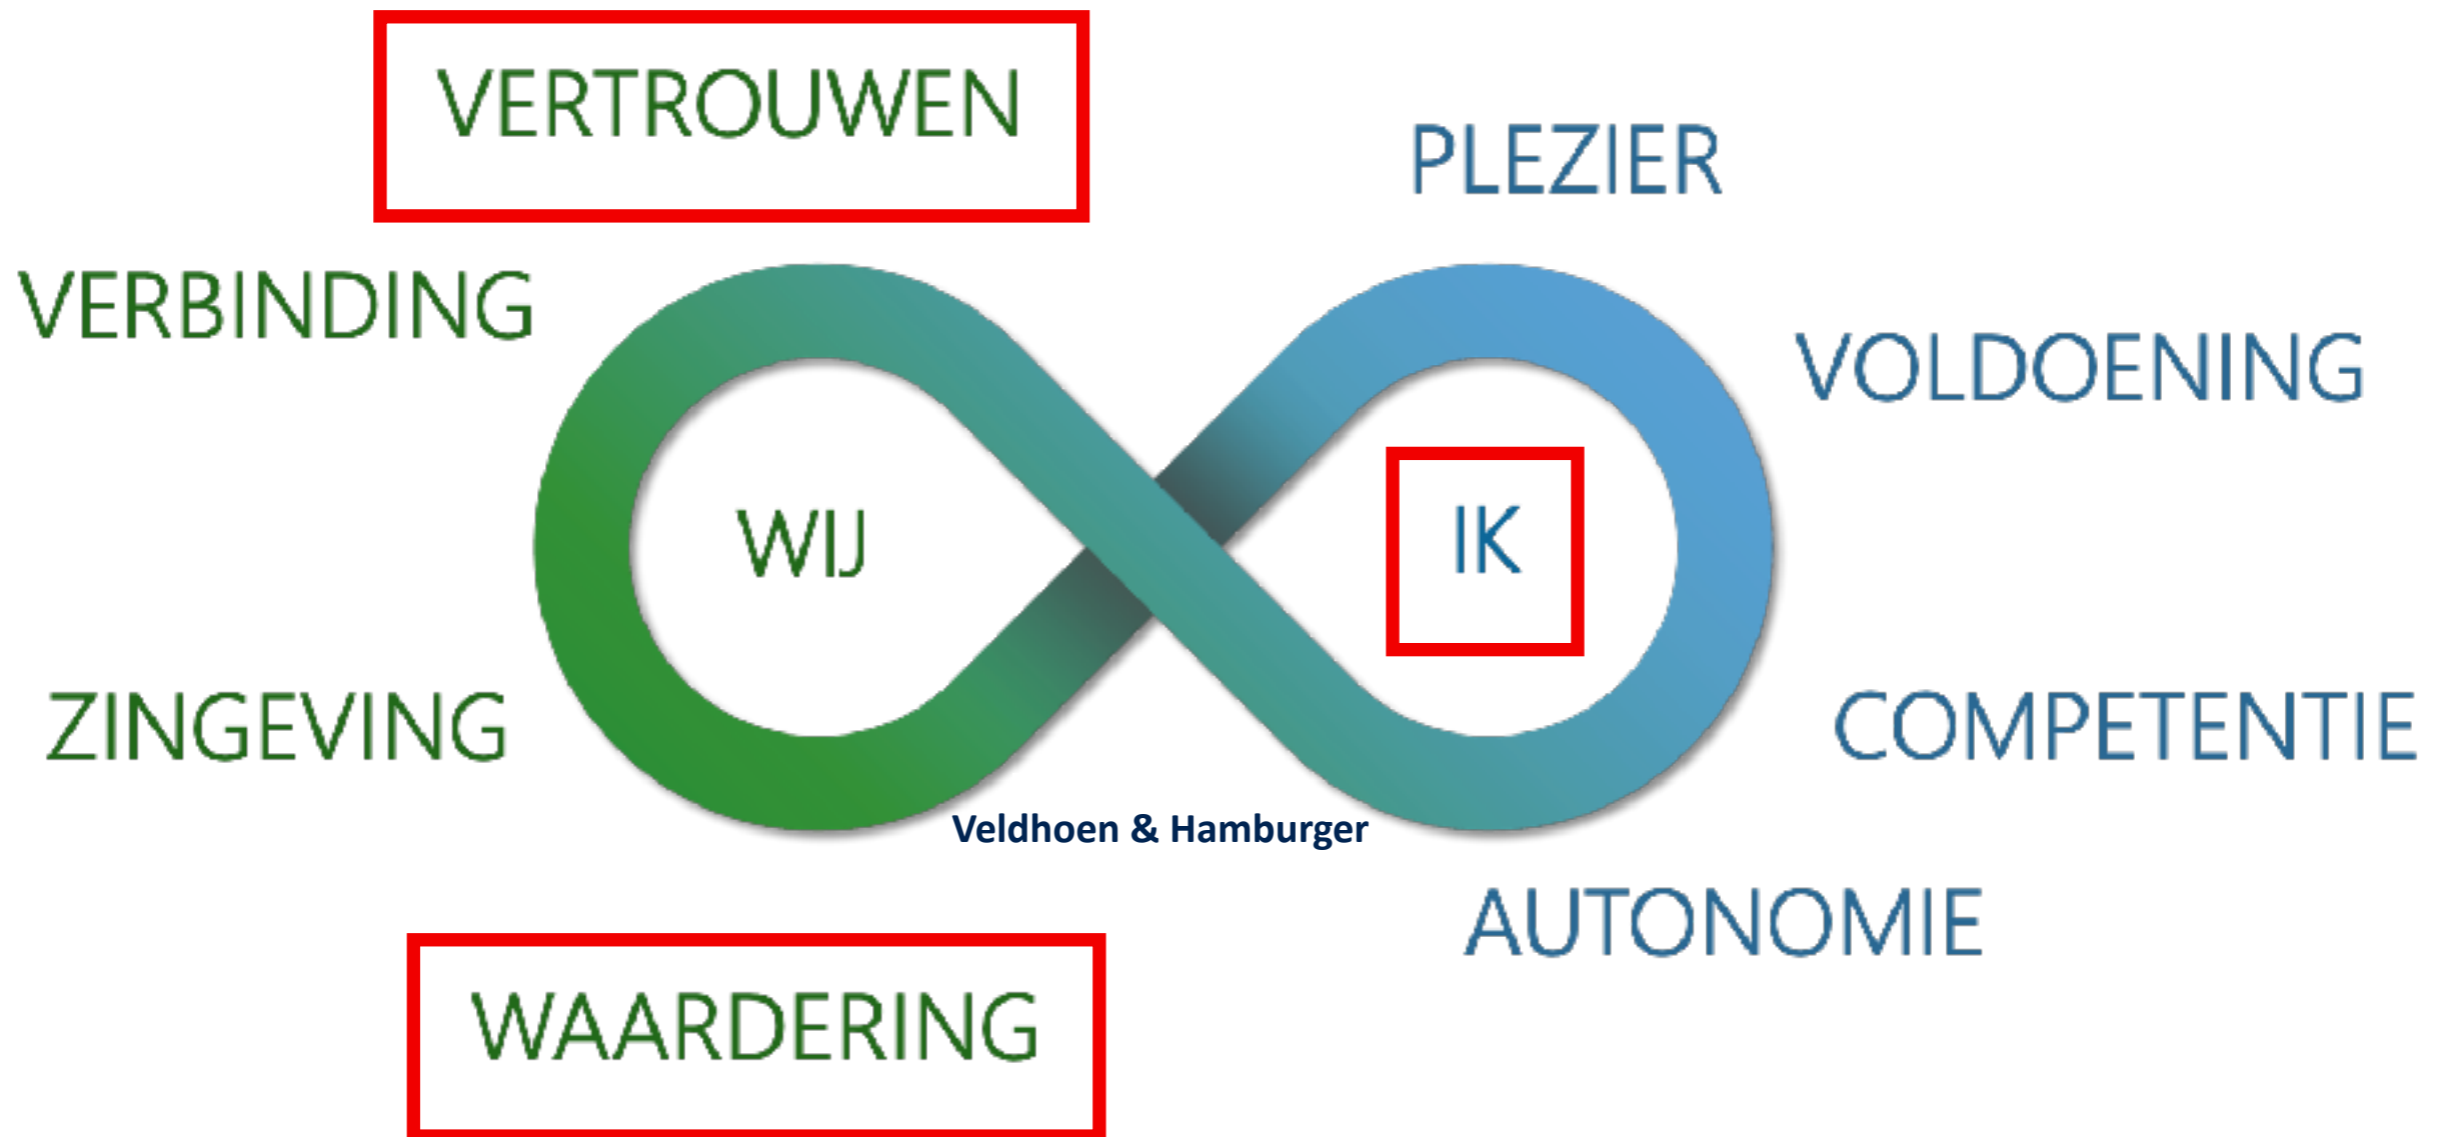 VERTROUWEN
PLEZIER
VERBINDING
VOLDOENING
WIJ
IK
ZINGEVING
COMPETENTIE
Veldhoen & Hamburger
AUTONOMIE
WAARDERING